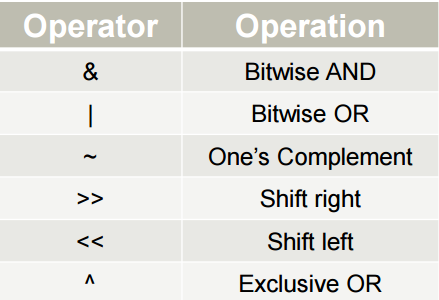 Operator Operation
& Bitwise AND
| Bitwise OR
~ One's Complement
>> Shift right
<< Shift left
^ Exclusive OR